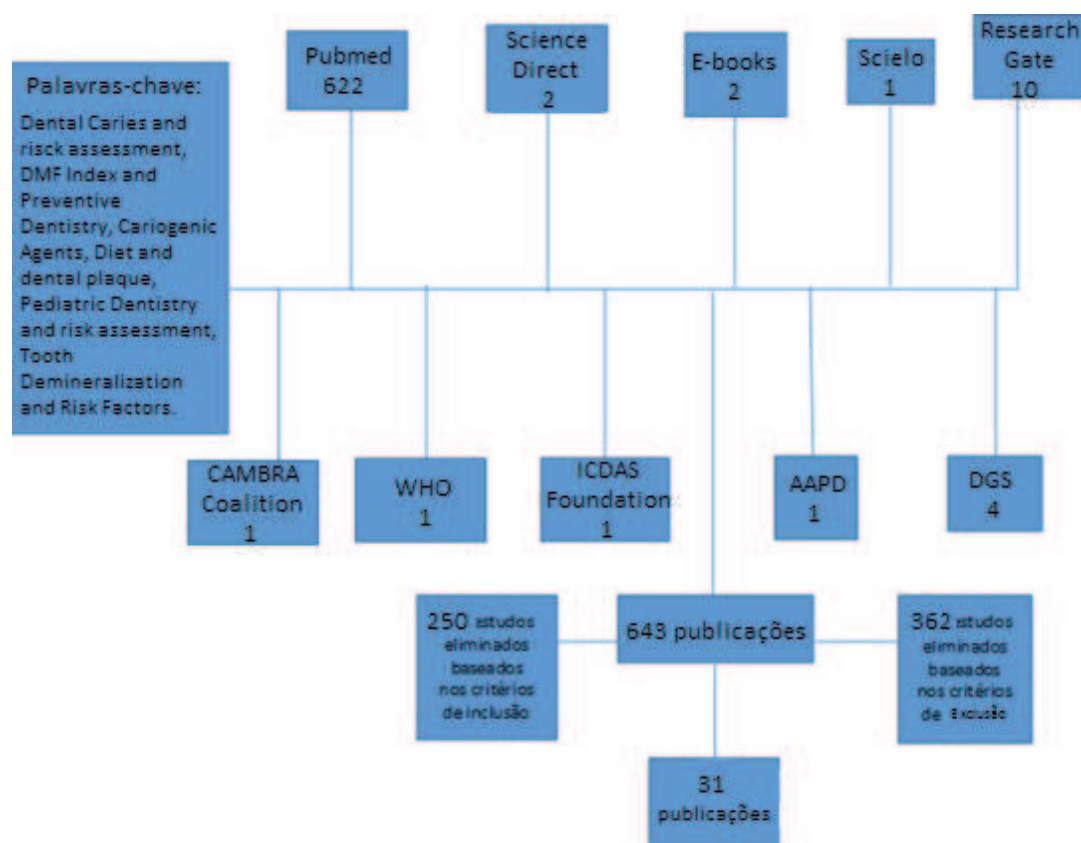 Palavras-chave:
Dental Caries and
risck assessment,
DMF Index and
Preventive
Dentistry, Cariogenic
Agents, Diet and
dental plaque,
Pediatric Dentistry
and risk assessment,
Tooth
Demineralization
and Risk Factors.
Pubmed
622
Science
Direct
2
E-books
2
Scielo
1
Research
Gate
10
CAMBRA
Coalition
1
WHO
1
ICDAS
Foundation
1
AAPD
1
DGS
4
250 estudos
eliminados
baseados
nos critérios
de inclusão
643 publicações
362 estudos
eliminados
baseados
nos critérios
de Exclusão
31
publicações